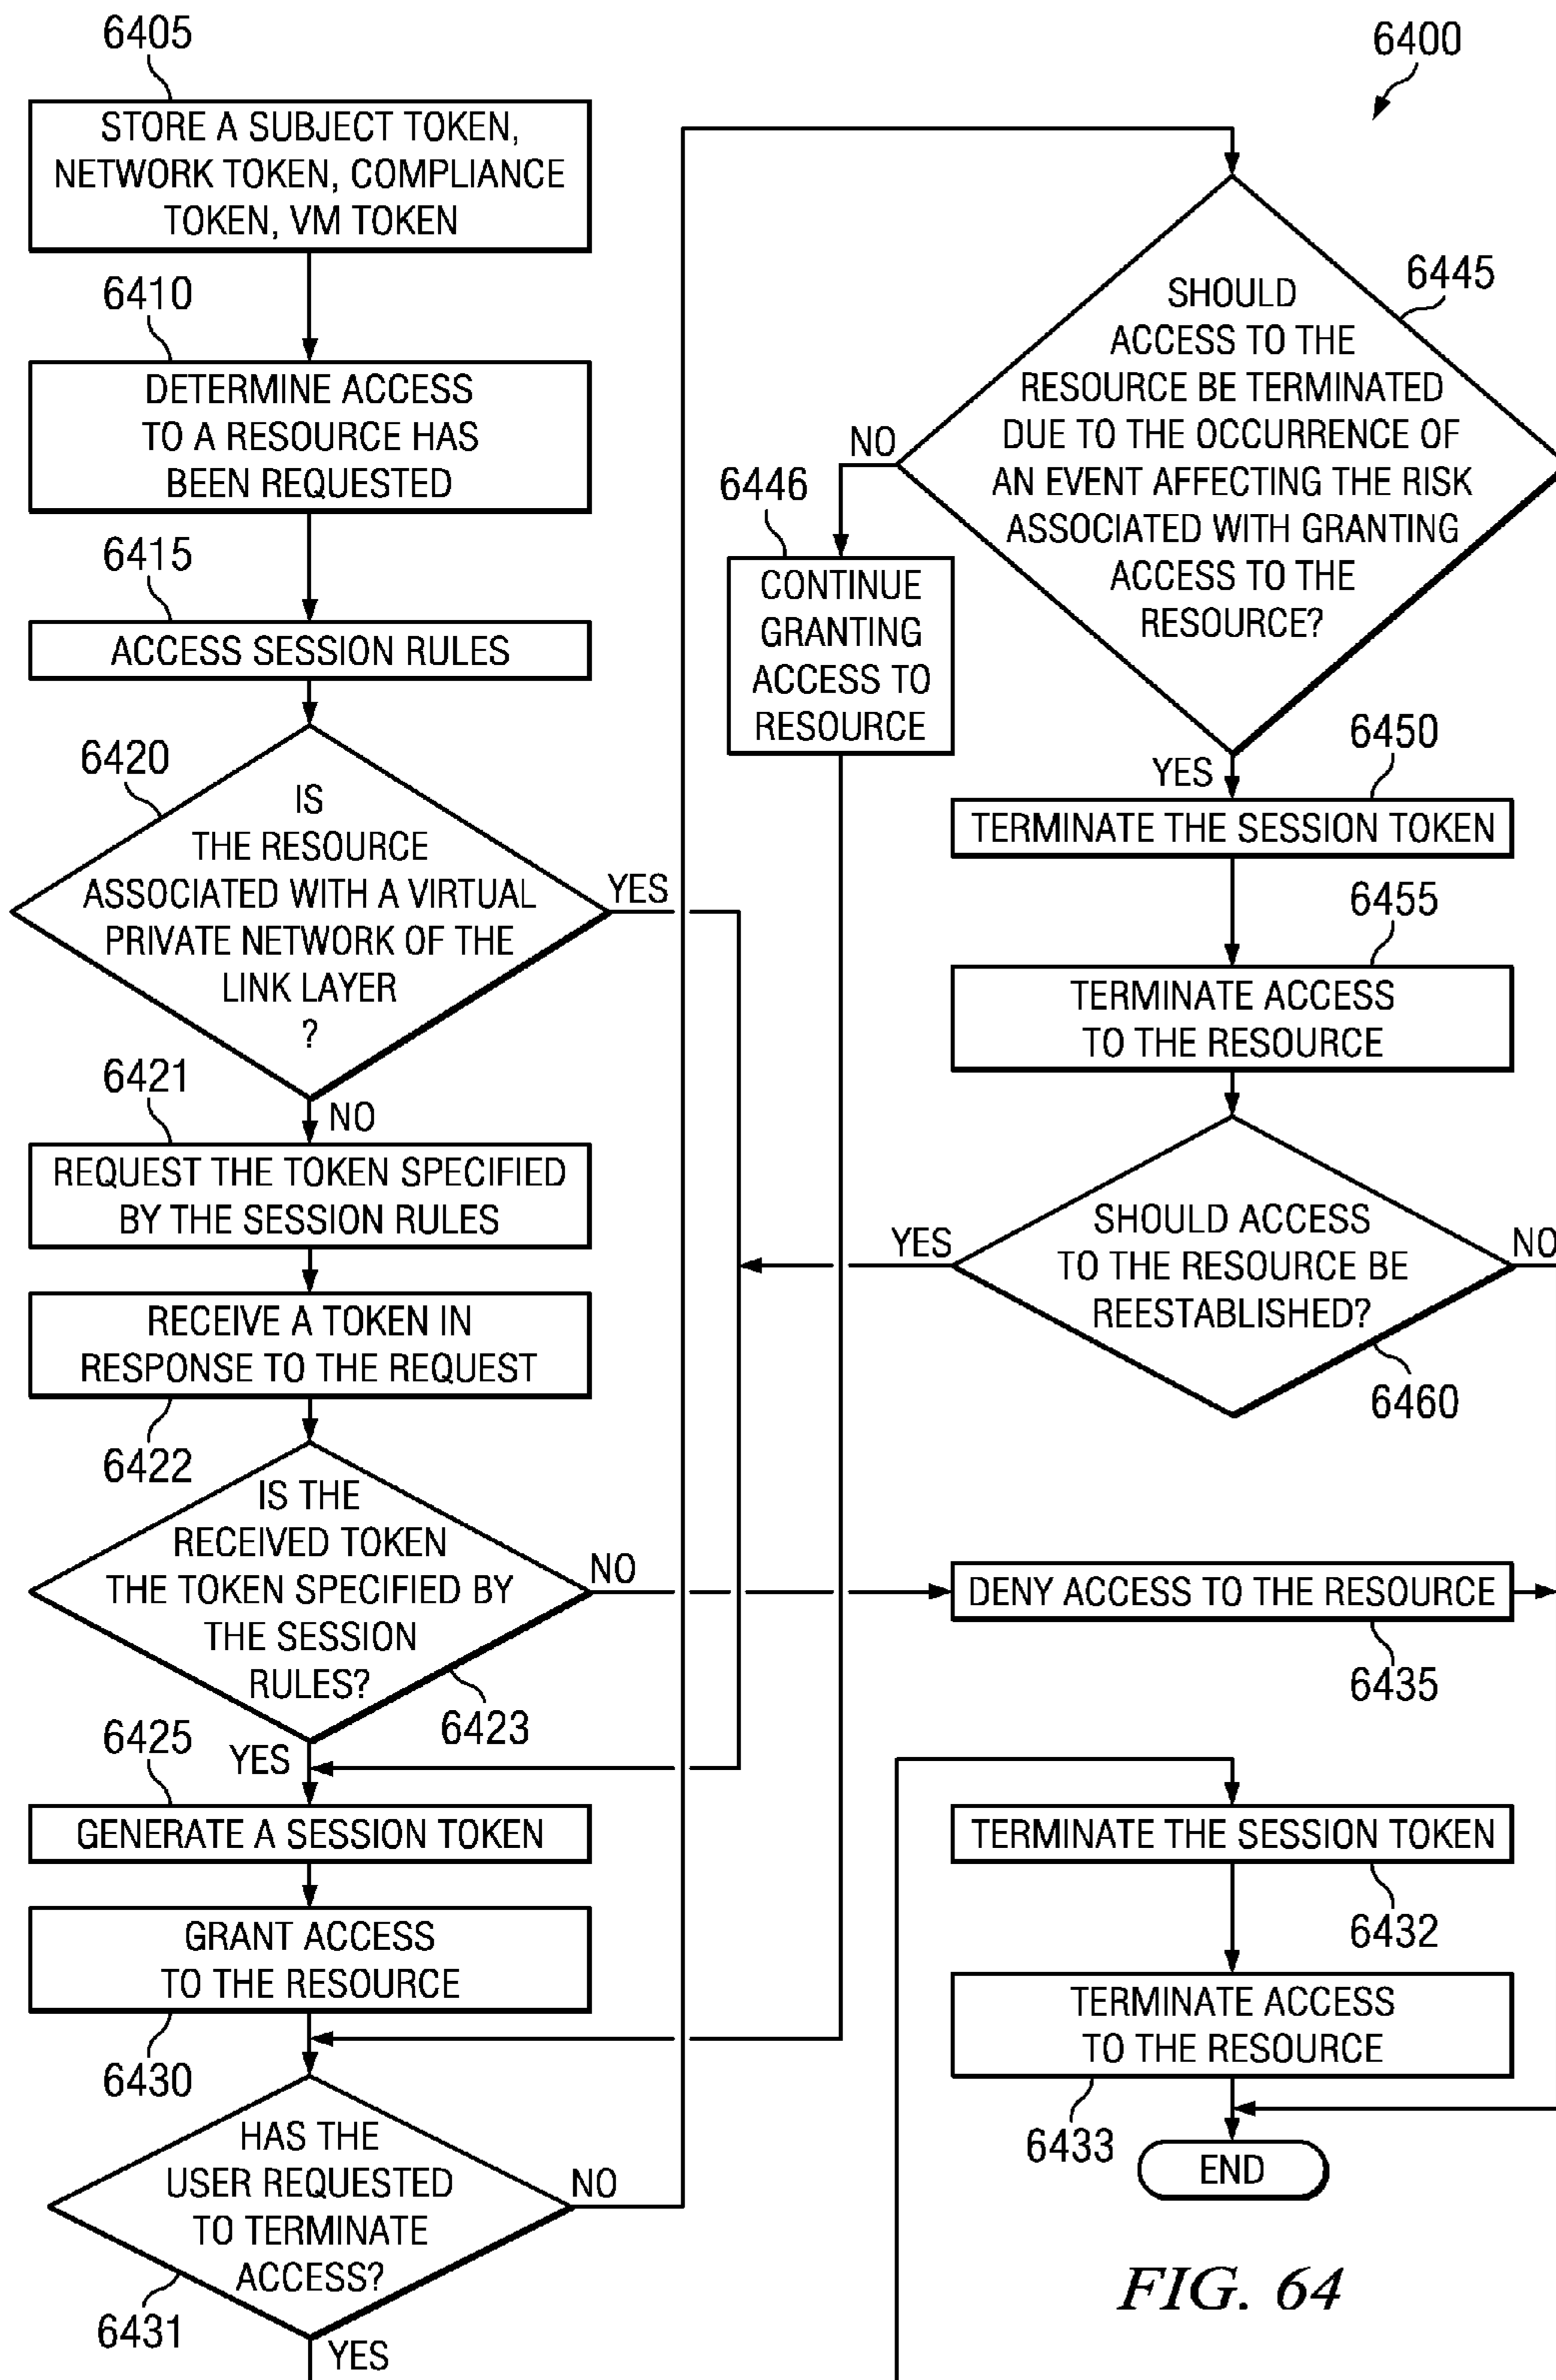 6405
STORE A SUBJECT TOKEN,
NETWORK TOKEN, COMPLIANCE
TOKEN, VM TOKEN
6410
DETERMINE ACCESS
TO A RESOURCE HAS
BEEN REQUESTED
6415
ACCESS SESSION RULES
6420
IS
THE RESOURCE
ASSOCIATED WITH A VIRTUAL
PRIVATE NETWORK OF THE
LINK LAYER
?
YES
NO
6421
REQUEST THE TOKEN SPECIFIED
BY THE SESSION RULES
RECEIVE A TOKEN IN
RESPONSE TO THE REQUEST
6422
IS THE
RECEIVED TOKEN
THE TOKEN SPECIFIED BY
THE SESSION
RULES?
NO
6423
YES
6425
GENERATE A SESSION TOKEN
GRANT ACCESS
TO THE RESOURCE
6430
HAS THE
USER REQUESTED
TO TERMINATE
ACCESS?
NO
6431
YES
6400
6445
SHOULD
ACCESS TO THE
RESOURCE BE TERMINATED
DUE TO THE OCCURRENCE OF
AN EVENT AFFECTING THE RISK
ASSOCIATED WITH GRANTING
ACCESS TO THE
RESOURCE?
NO
6446
CONTINUE
GRANTING
ACCESS TO
RESOURCE
YES
6450
TERMINATE THE SESSION TOKEN
6455
TERMINATE ACCESS
TO THE RESOURCE
SHOULD ACCESS
TO THE RESOURCE BE
REESTABLISHED?
YES
NO
6460
DENY ACCESS TO THE RESOURCE
6435
TERMINATE THE SESSION TOKEN
6432
TERMINATE ACCESS
TO THE RESOURCE
6433
END
FIG. 64